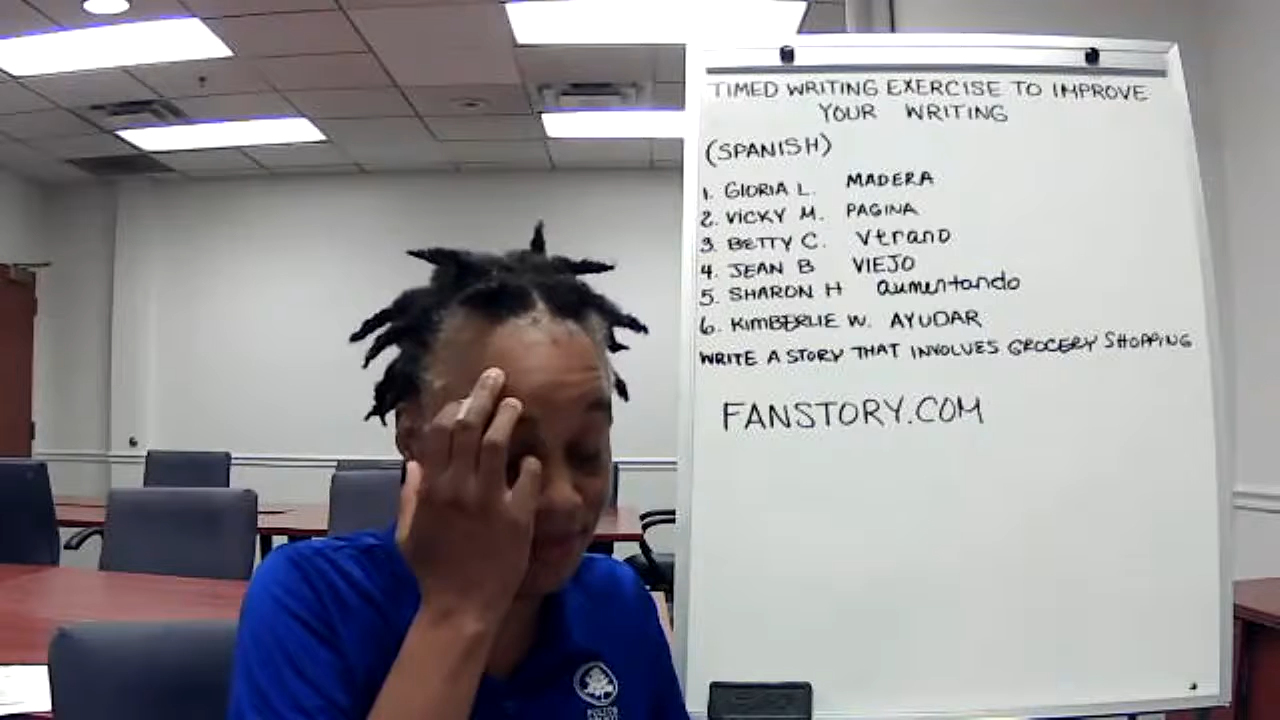 TIMED WRITING EXERCISE TO IMPROVE
YOUR WRITING
(SPANISH)
1. GlORIA L. MADERA
2. VICKY M. PAGINA
3. BETTY C. Verano
4. JEAN B VIEJO
5. SHARON H aumentando
6. KIMBERLIE W. AYUDAR
WRITE A STORY THAT INVOLVES GROCERY SHOPPING
FANSTORY.COM